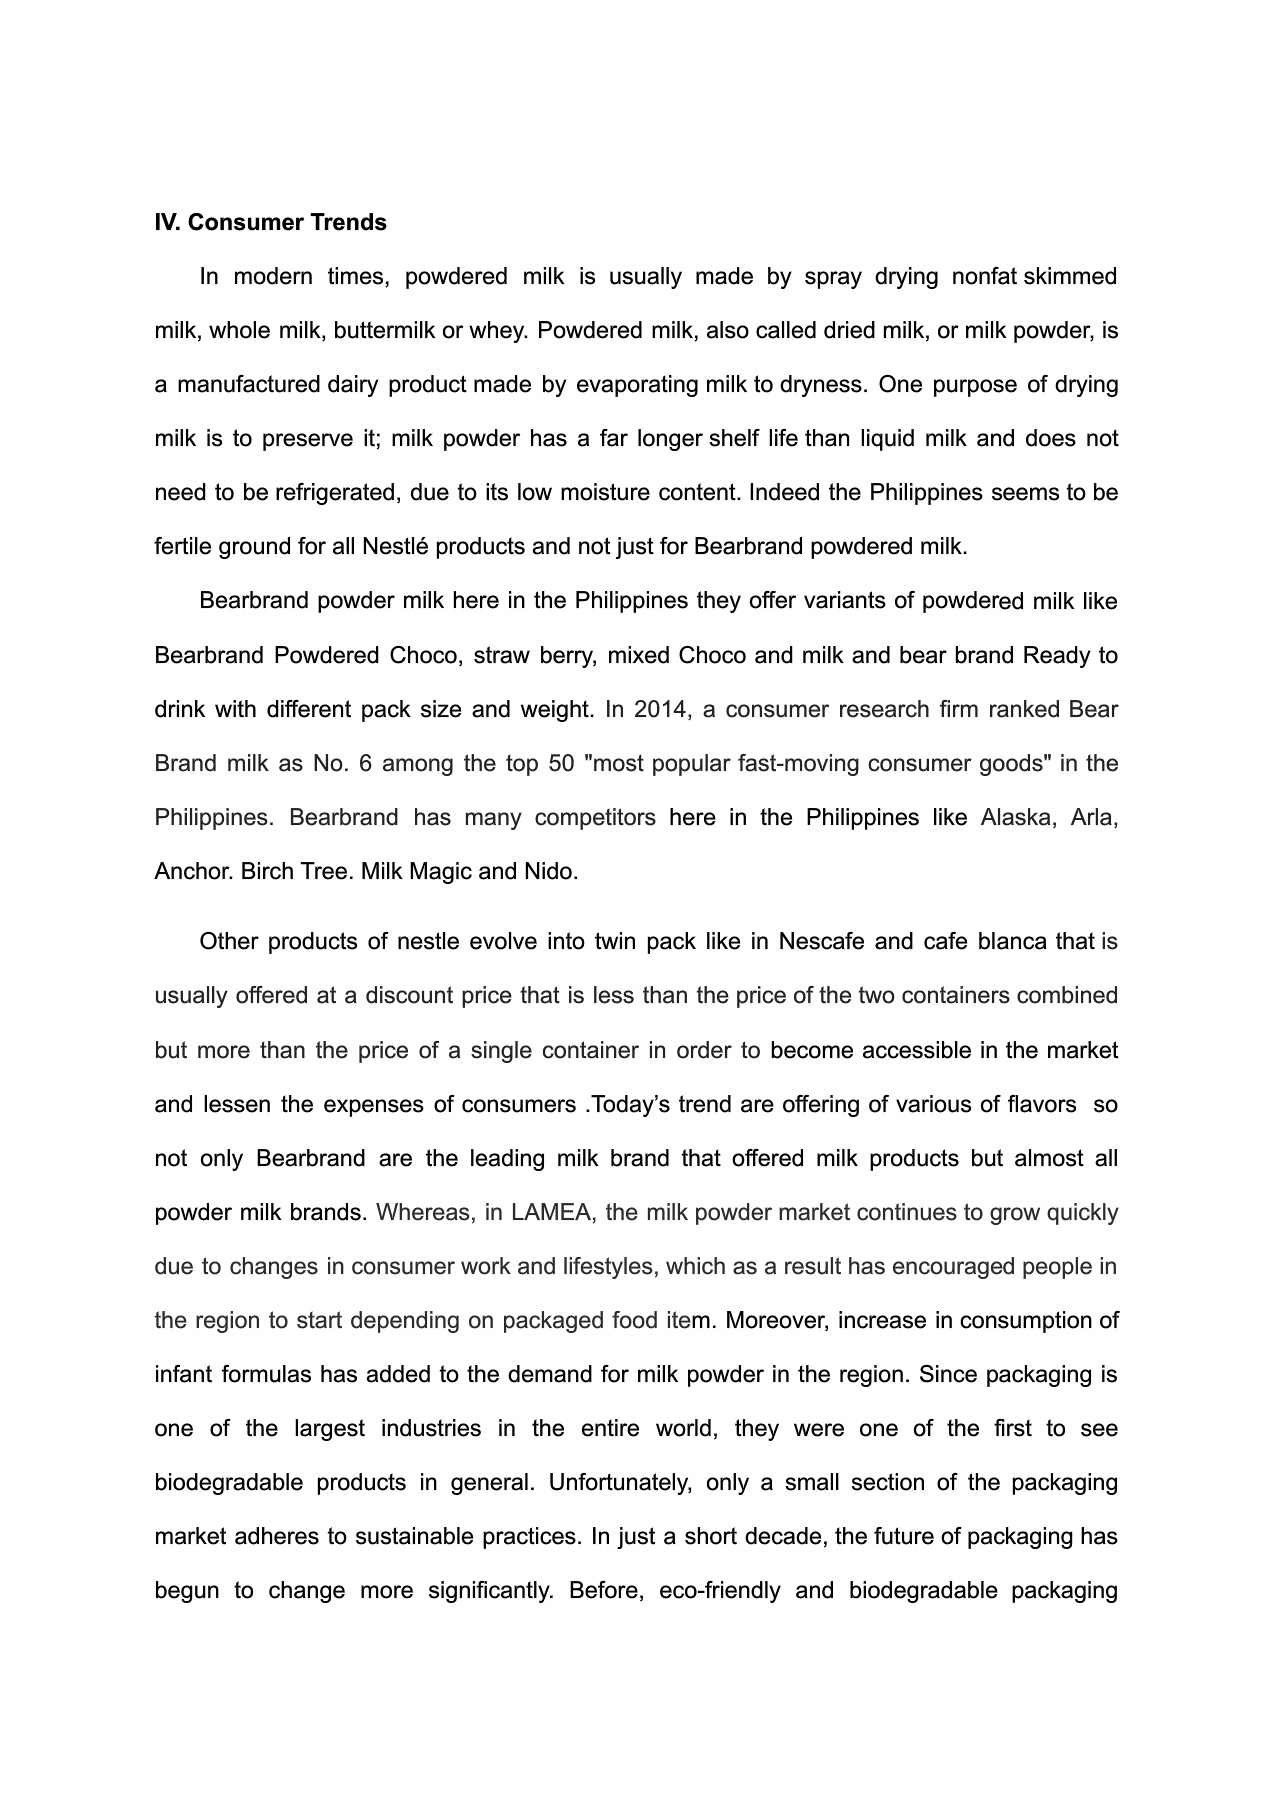 IV. Consumer Trends
In modern times, powdered milk is usually made by spray drying nonfat skimmed
milk, whole milk, buttermilk or whey. Powdered milk, also called dried milk, or milk powder, is
a manufactured dairy product made by evaporating milk to dryness. One purpose of drying
milk is to preserve it; milk powder has a far longer shelf life than liquid milk and does not
need to be refrigerated, due to its low moisture content. Indeed the Philippines seems to be
fertile ground for all Nestlé products and not just for Bearbrand powdered milk.
Bearbrand powder milk here in the Philippines they offer variants of powdered milk like
Bearbrand Powdered Choco, straw berry, mixed Choco and milk and bear brand Ready to
drink with different pack size and weight. In 2014, a consumer research firm ranked Bear
Brand milk as No. 6 among the top 50 "most popular fast-moving consumer goods" in the
Philippines. Bearbrand has many competitors here in the Philippines like Alaska, Arla,
Anchor. Birch Tree. Milk Magic and Nido.
Other products of nestle evolve into twin pack like in Nescafe and cafe blanca that is
usually offered at a discount price that is less than the price of the two containers combined
but more than the price of a single container in order to become accessible in the market
and lessen the expenses of consumers .Today’s trend are offering of various of flavors so
not only Bearbrand are the leading milk brand that offered milk products but almost all
powder milk brands. Whereas, in LAMEA, the milk powder market continues to grow quickly
due to changes in consumer work and lifestyles, which as a result has encouraged people in
the region to start depending on packaged food item. Moreover, increase in consumption of
infant formulas has added to the demand for milk powder in the region. Since packaging is
one of the largest industries in the entire world, they were one of the first to see
biodegradable products in general. Unfortunately, only a small section of the packaging
market adheres to sustainable practices. In just a short decade, the future of packaging has
begun to change more significantly. Before, eco-friendly and biodegradable packaging